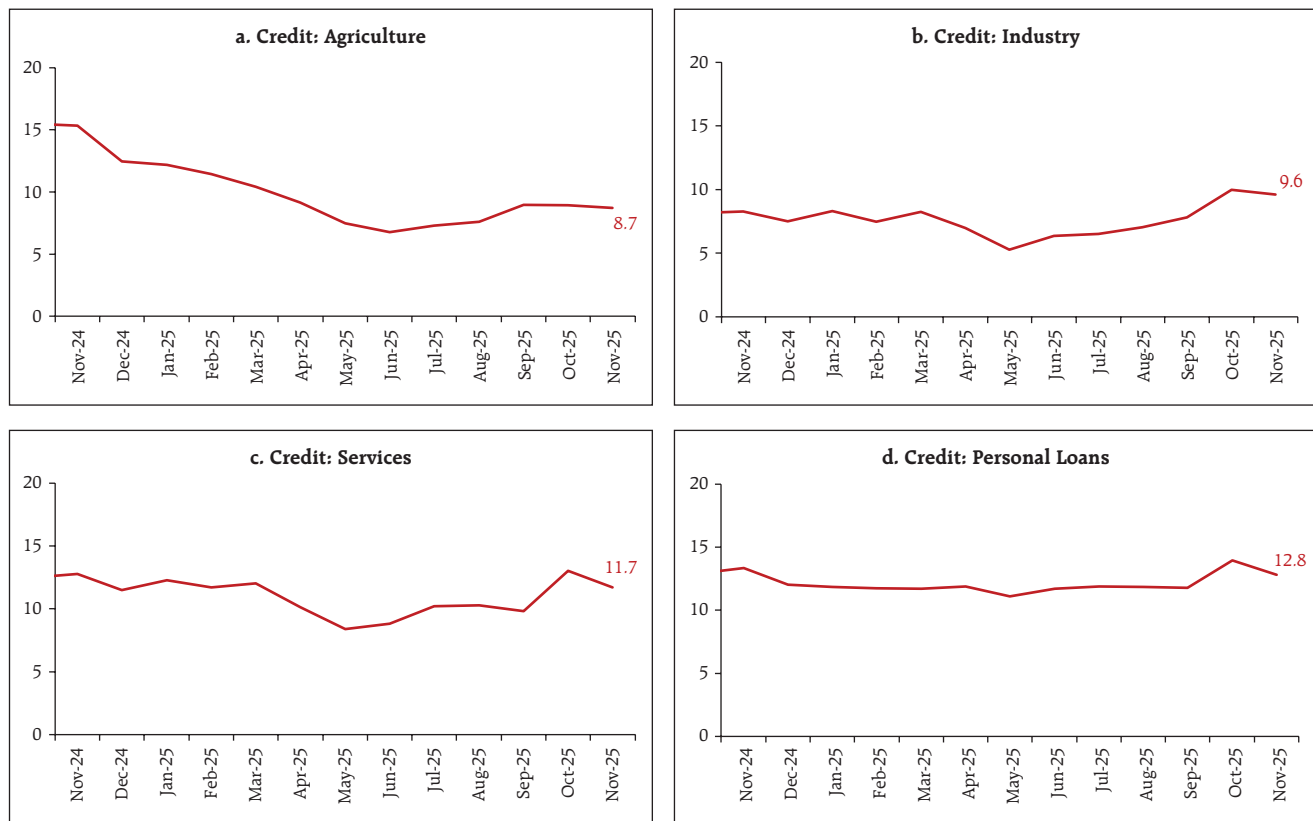 a. Credit: Agriculture
20
15
10
5
0
8.7
Nov-24
Dec-24
Jan-25
Feb-25
Mar-25
Apr-25
May-25
Jun-25
Jul-25
Aug-25
Sep-25
Oct-25
Nov-25
b. Credit: Industry
20
15
10
5
0
9.6
Nov-24
Dec-24
Jan-25
Feb-25
Mar-25
Apr-25
May-25
Jun-25
Jul-25
Aug-25
Sep-25
Oct-25
Nov-25
c. Credit: Services
20
15
10
5
0
11.7
Nov-24
Dec-24
Jan-25
Feb-25
Mar-25
Apr-25
May-25
Jun-25
Jul-25
Aug-25
Sep-25
Oct-25
Nov-25
d. Credit: Personal Loans
20
15
10
5
0
12.8
Nov-24
Dec-24
Jan-25
Feb-25
Mar-25
Apr-25
May-25
Jun-25
Jul-25
Aug-25
Sep-25
Oct-25
Nov-25